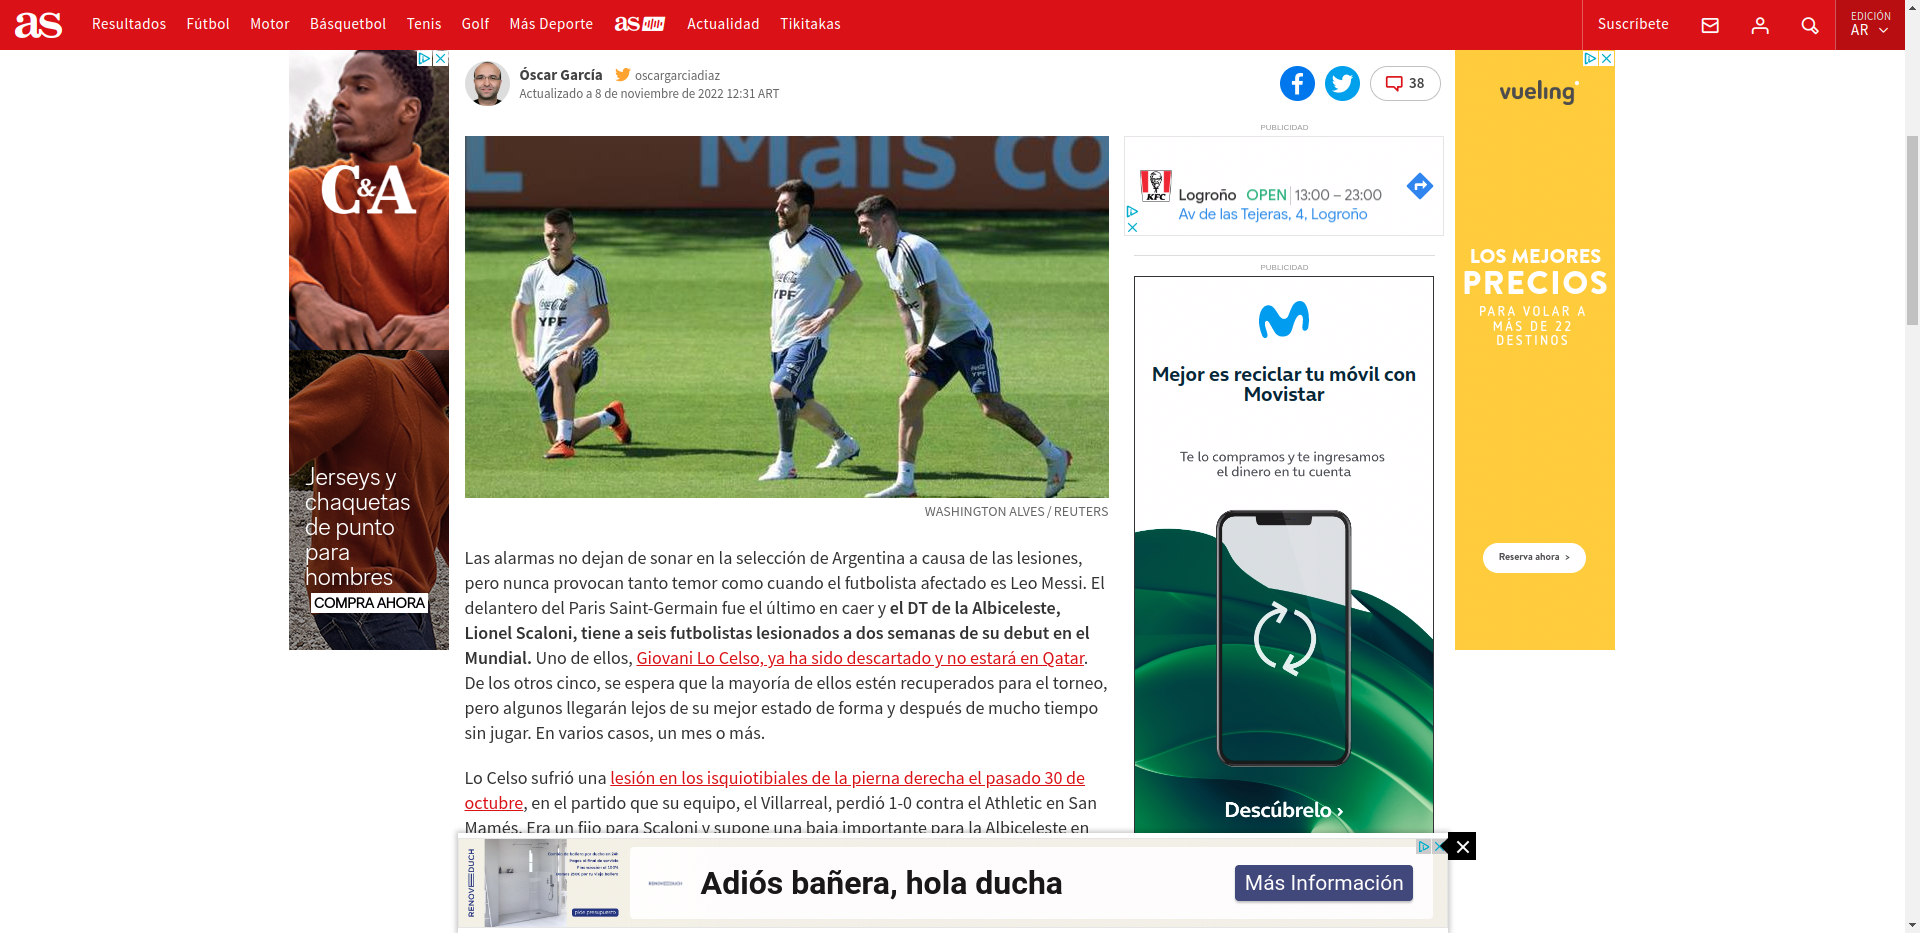 as Resultados Fútbol Motor Básquetbol Tenis Golf Más Deporte as Actualidad Tikitakas Suscríbete EDICIÓN
AR
Óscar García oscargarciadiaz
Actualizado a 8 de noviembre de 2022 12:31 ART
38
C&A
Jerseys y
chaquetas
de punto
para
hombres
COMPRA AHORA
Mais co
Coca-Cola
YPF
YPF
YPF
WASHINGTON ALVES / REUTERS
Las alarmas no dejan de sonar en la selección de Argentina a causa de las lesiones,
pero nunca provocan tanto temor como cuando el futbolista afectado es Leo Messi. El
delantero del Paris Saint-Germain fue el último en caer y el DT de la Albiceleste,
Lionel Scaloni, tiene a seis futbolistas lesionados a dos semanas de su debut en el
Mundial. Uno de ellos, Giovani Lo Celso, ya ha sido descartado y no estará en Qatar.
De los otros cinco, se espera que la mayoría de ellos estén recuperados para el torneo,
pero algunos llegarán lejos de su mejor estado de forma y después de mucho tiempo
sin jugar. En varios casos, un mes o más.
Lo Celso sufrió una lesión en los isquiotibiales de la pierna derecha el pasado 30 de
octubre, en el partido que su equipo, el Villarreal, perdió 1-0 contra el Athletic en San
Mamés. Era un fijo para Scaloni y supone una baja importante para la Albiceleste en
PUBLICIDAD
KFC
Logroño OPEN 13:00 – 23:00
Av de las Tejeras, 4, Logroño
PUBLICIDAD
Mejor es reciclar tu móvil con
Movistar
Te lo compramos y te ingresamos
el dinero en tu cuenta
Descúbrelo ›
vueling
LOS MEJORES
PRECIOS
PARA VOLAR A
MÁS DE 22
DESTINOS
Reserva ahora >
RENOVEDUCH
pide presupuesto
Adiós bañera, hola ducha
Más Información